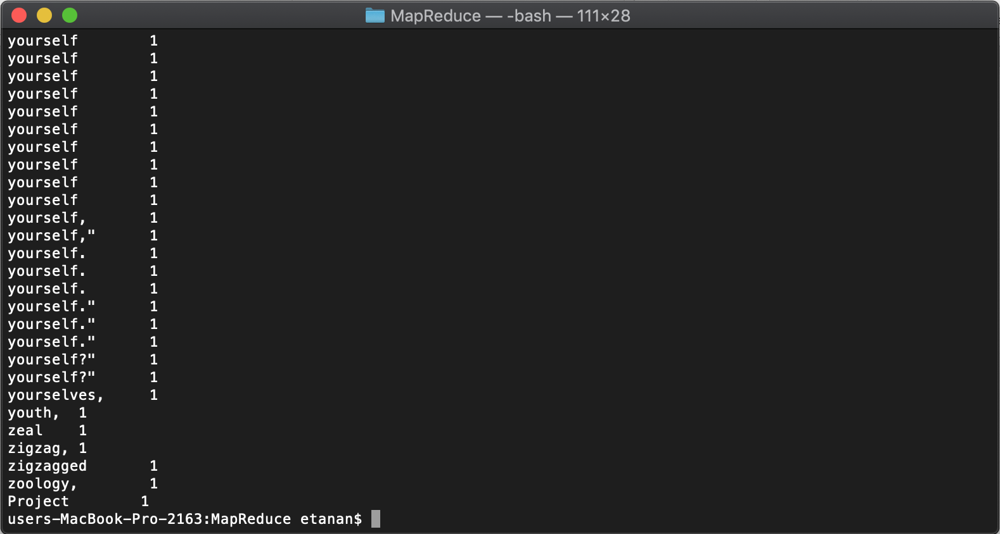 MapReduce — -bash — 111×28
yourself 1
yourself 1
yourself 1
yourself 1
yourself 1
yourself 1
yourself 1
yourself 1
yourself 1
yourself 1
yourself, 1
yourself," 1
yourself. 1
yourself. 1
yourself. 1
yourself." 1
yourself." 1
yourself." 1
yourself?" 1
yourself?" 1
yourselves, 1
youth, 1
zeal 1
zigzag, 1
zigzagged 1
zoology, 1
Project 1
users-MacBook-Pro-2163:MapReduce etanan$